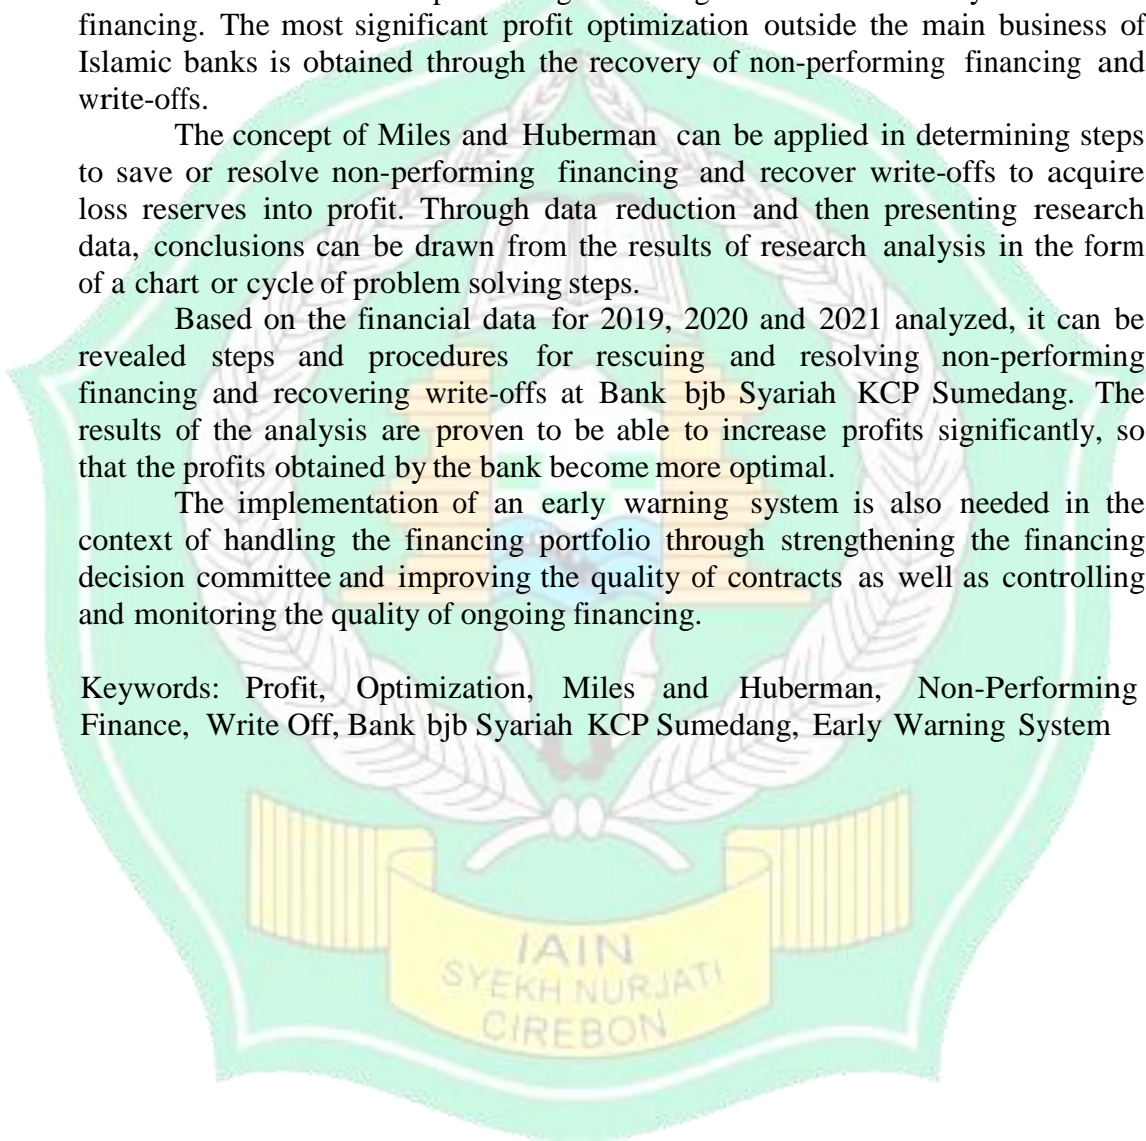 financing. The most significant profit optimization outside the main business of
Islamic banks is obtained through the recovery of non-performing financing and
write-offs.
The concept of Miles and Huberman can be applied in determining steps
to save or resolve non-performing financing and recover write-offs to acquire
loss reserves into profit. Through data reduction and then presenting research
data, conclusions can be drawn from the results of research analysis in the form
of a chart or cycle of problem solving steps.
Based on the financial data for 2019, 2020 and 2021 analyzed, it can be
revealed steps and procedures for rescuing and resolving non-performing
financing and recovering write-offs at Bank bjb Syariah KCP Sumedang. The
results of the analysis are proven to be able to increase profits significantly, so
that the profits obtained by the bank become more optimal.
The implementation of an early warning system is also needed in the
context of handling the financing portfolio through strengthening the financing
decision committee and improving the quality of contracts as well as controlling
and monitoring the quality of ongoing financing.
Keywords: Profit, Optimization, Miles and Huberman, Non-Performing
Finance, Write Off, Bank bjb Syariah KCP Sumedang, Early Warning System
IAIN
SYEKH NURJATI
CIREBON